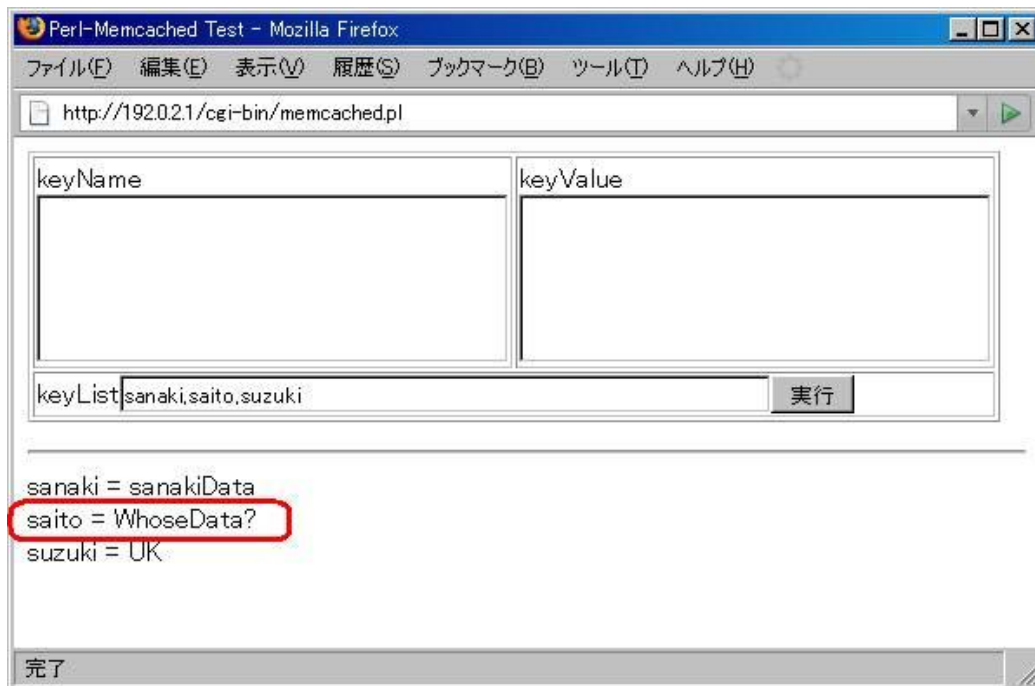 Perl-Memcached Test - Mozilla Firefox
ファイル(F) 編集(E) 表示(V) 履歴(S) ブックマーク(B) ツール(T) ヘルプ(H)
http://192.0.2.1/cgi-bin/memcached.pl
keyName keyValue
keyList sanaki,saito,suzuki 実行
sanaki = sanakiData
saito = WhoseData?
suzuki = UK
完了